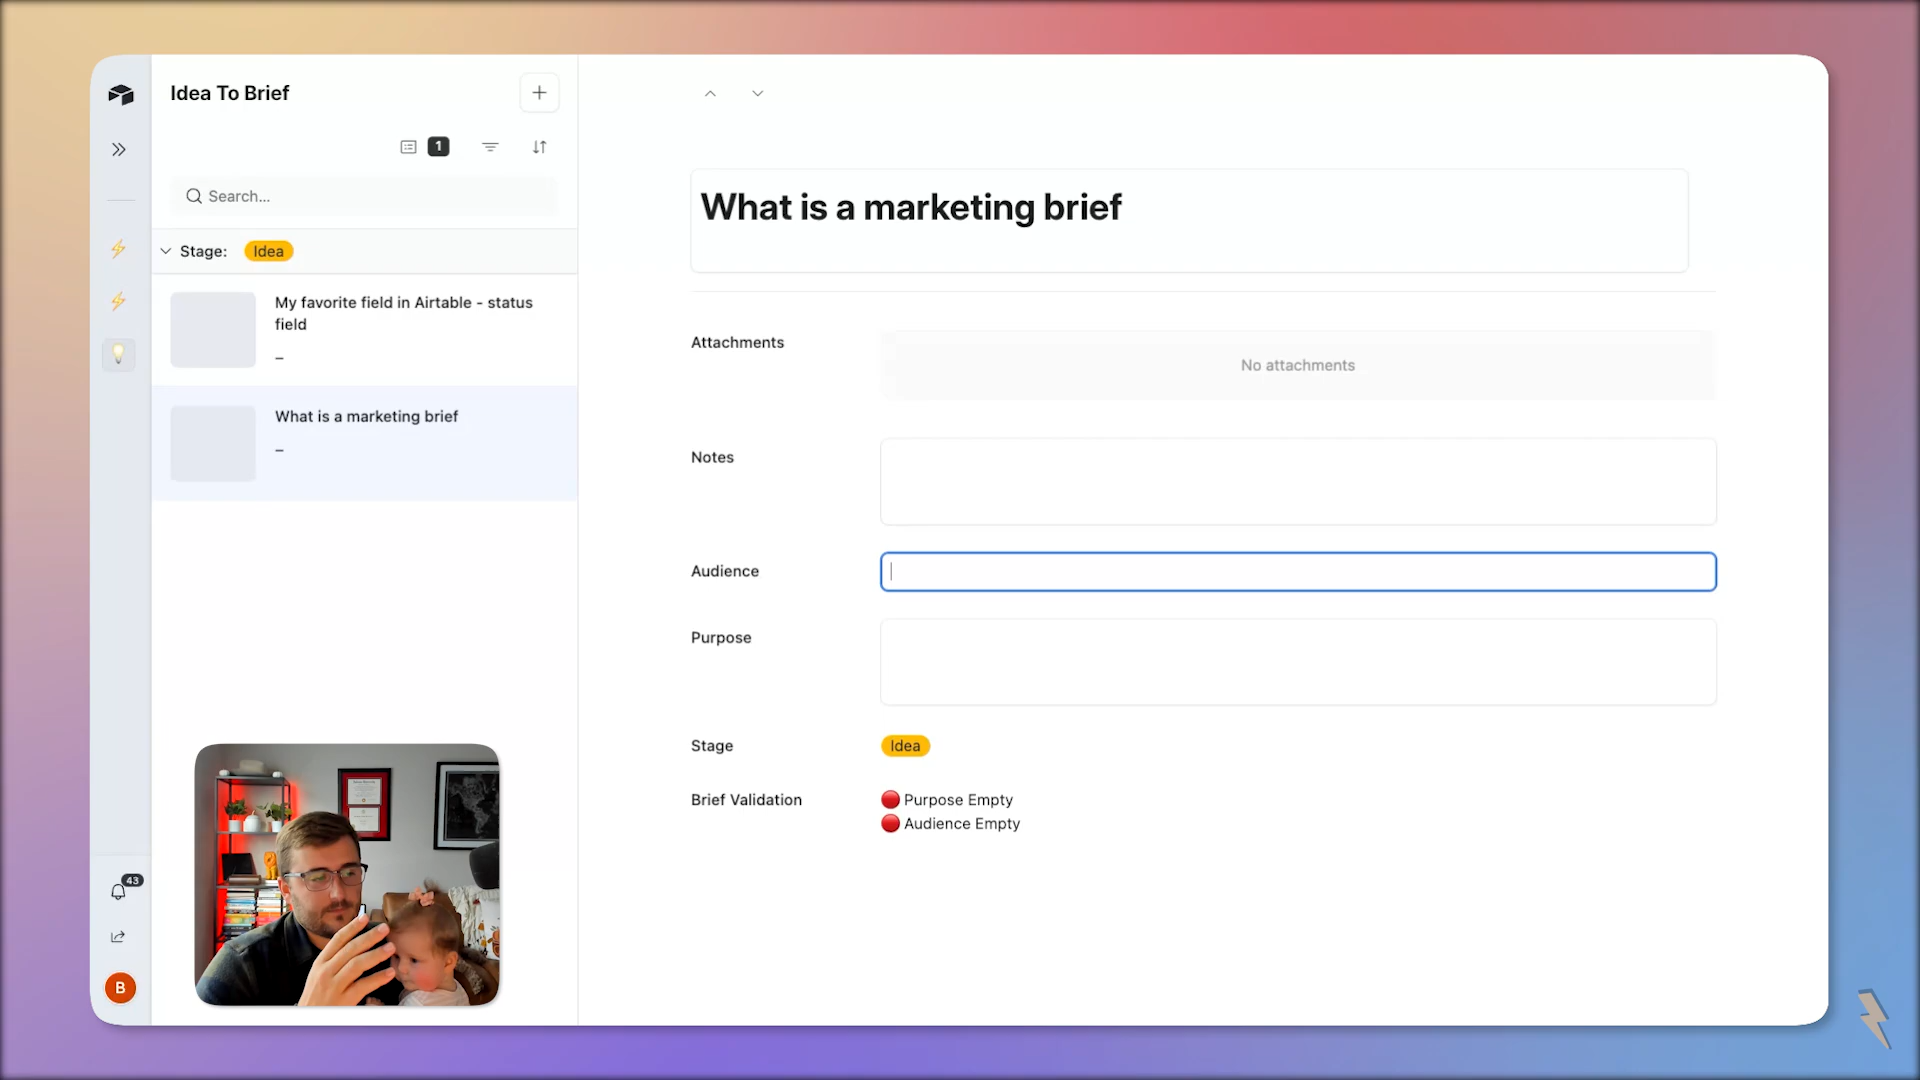 Idea To Brief
1
Search...
Stage: Idea
My favorite field in Airtable - status
field
–
What is a marketing brief
–
43
B
What is a marketing brief
Attachments
No attachments
Notes
Audience
Purpose
Stage
Idea
Brief Validation
Purpose Empty
Audience Empty